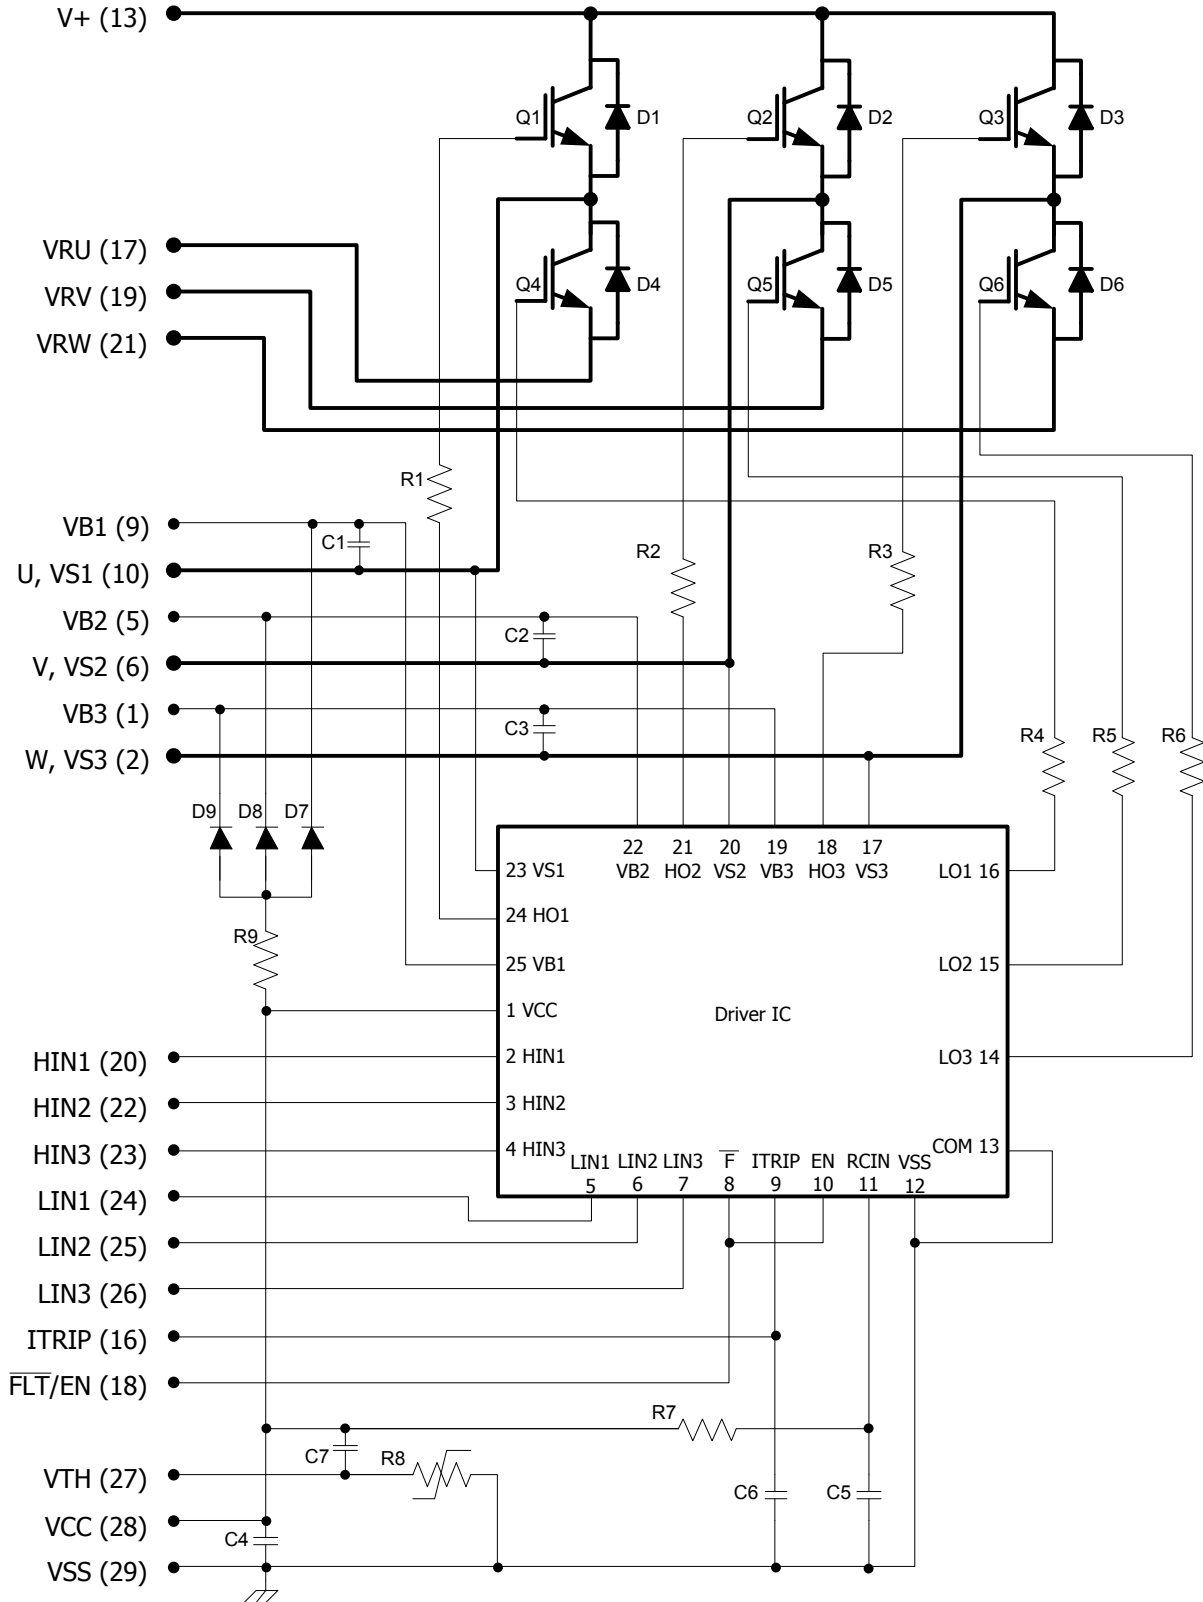 V+ (13)
Q1
D1
Q2
D2
Q3
D3
VRU (17)
Q4
D4
Q5
D5
Q6
D6
VRV (19)
VRW (21)
R1
VB1 (9)
C1
R2
R3
U, VS1 (10)
VB2 (5)
C2
V, VS2 (6)
VB3 (1)
C3
R4
R5
R6
W, VS3 (2)
D9
D8
D7
22
21
20
19
18
17
VB2
HO2
VS2
VB3
HO3
VS3
23 VS1
LO1 16
24 HO1
R9
25 VB1
LO2 15
1 VCC
Driver IC
HIN1 (20)
2 HIN1
LO3 14
HIN2 (22)
3 HIN2
HIN3 (23)
4 HIN3
COM 13
LIN1
LIN2
LIN3
F
ITRIP
EN
RCIN
VSS
5
6
7
8
9
10
11
12
LIN1 (24)
LIN2 (25)
LIN3 (26)
ITRIP (16)
FLT/EN (18)
R7
C7
R8
VTH (27)
C6
C5
VCC (28)
C4
VSS (29)